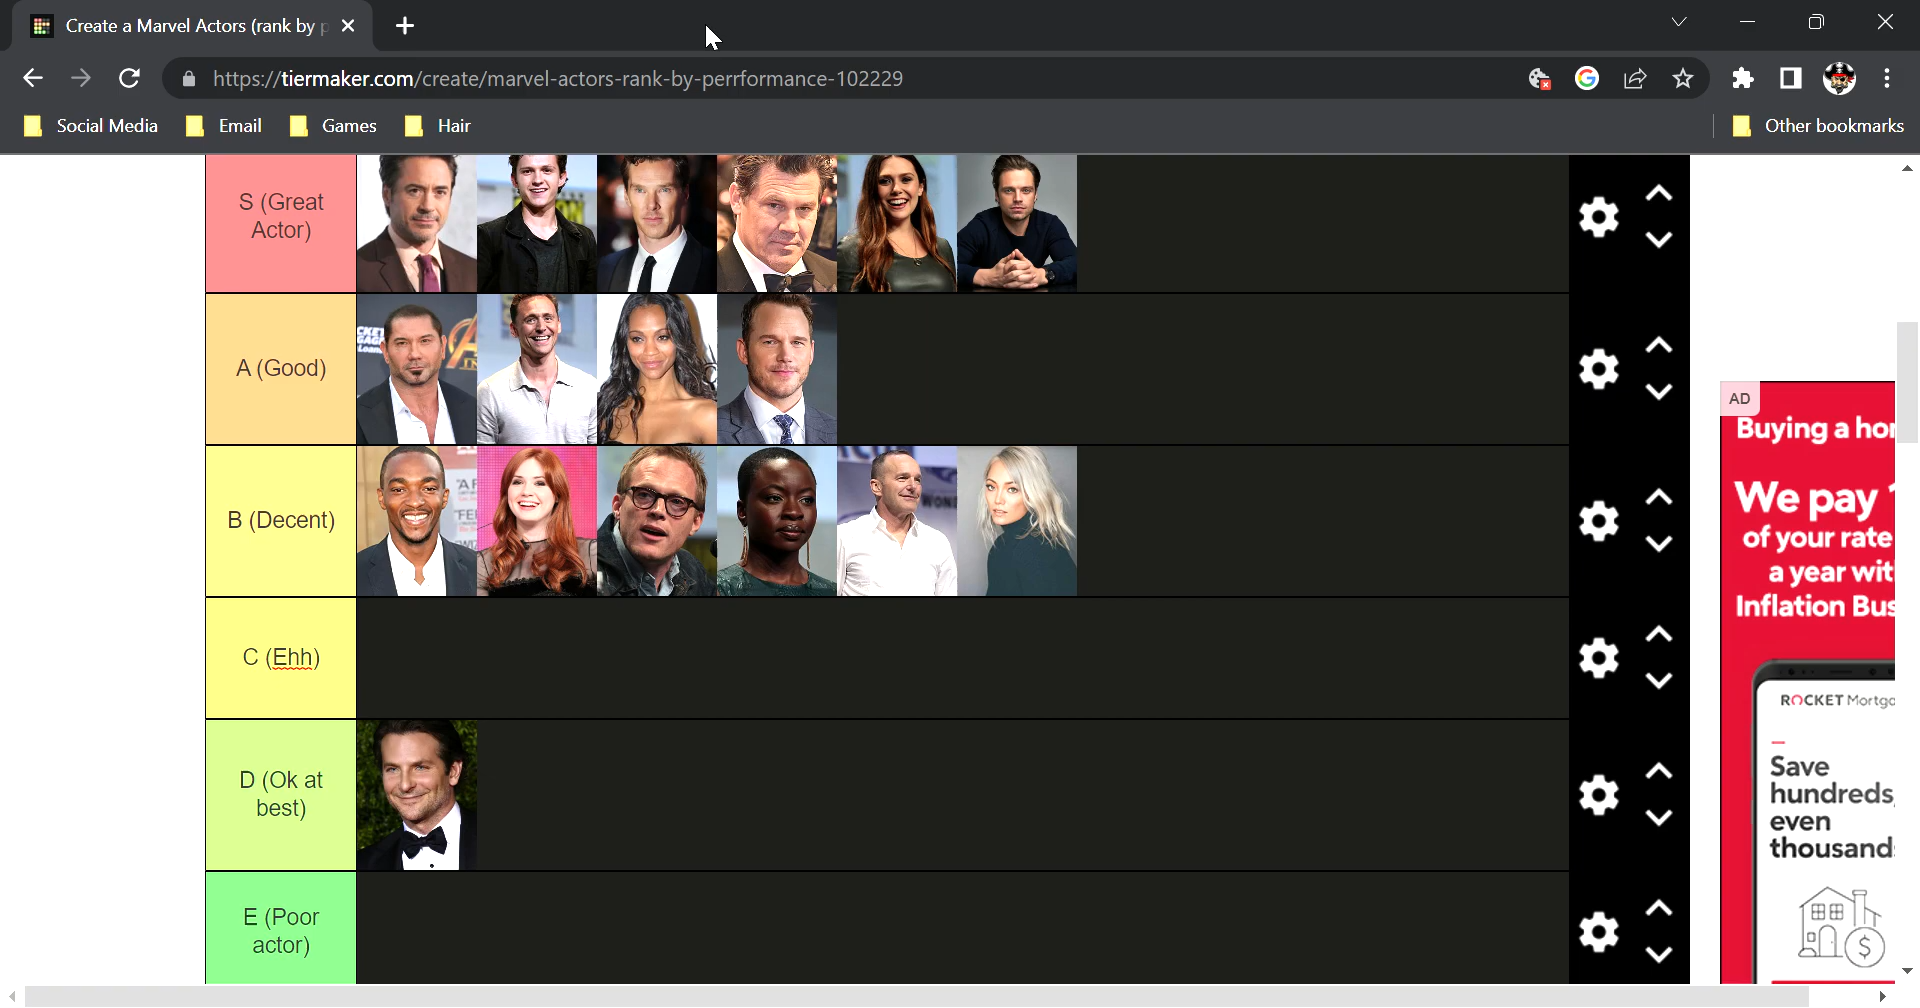 Create a Marvel Actors (rank by p
https://tiermaker.com/create/marvel-actors-rank-by-perrformance-102229
Social Media
Email
Games
Hair
Other bookmarks
S (Great
Actor)
A (Good)
B (Decent)
C (Ehh)
D (Ok at
best)
E (Poor
actor)
AD
Buying a hor
We pay
of your rate
a year wit
Inflation Bus
ROCKET Mortga
Save
hundreds,
even
thousand